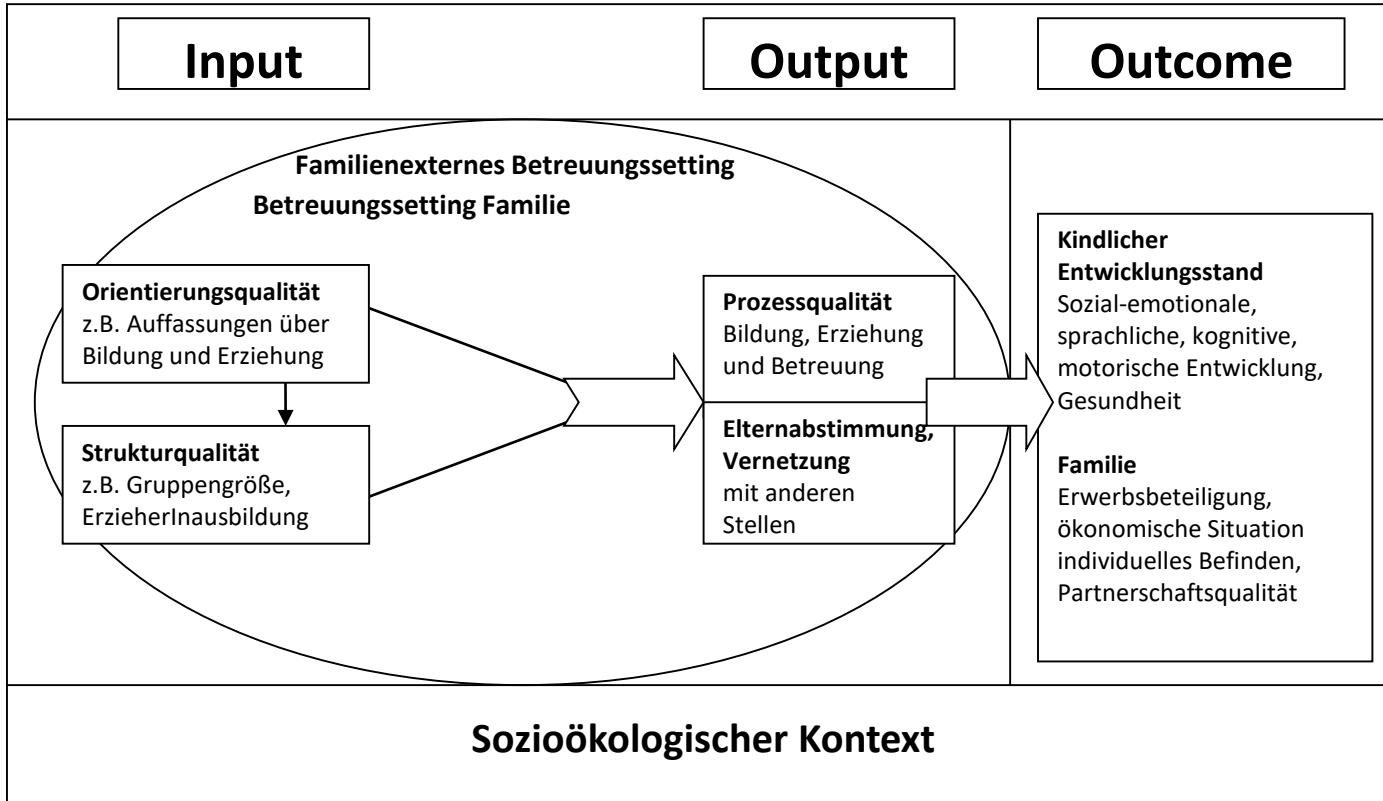 Input
Output
Outcome
Familienexternes Betreuungssetting
Betreuungssetting Familie
Orientierungsqualität
z.B. Auffassungen über
Bildung und Erziehung
Strukturqualität
z.B. Gruppengröße,
ErzieherInausbildung
Prozessqualität
Bildung, Erziehung
und Betreuung
Elternabstimmung,
Vernetzung
mit anderen
Stellen
Kindlicher
Entwicklungsstand
Sozial-emotionale,
sprachliche, kognitive,
motorische Entwicklung,
Gesundheit
Familie
Erwerbsbeteiligung,
ökonomische Situation
individuelles Befinden,
Partnerschaftsqualität
Sozioökologischer Kontext